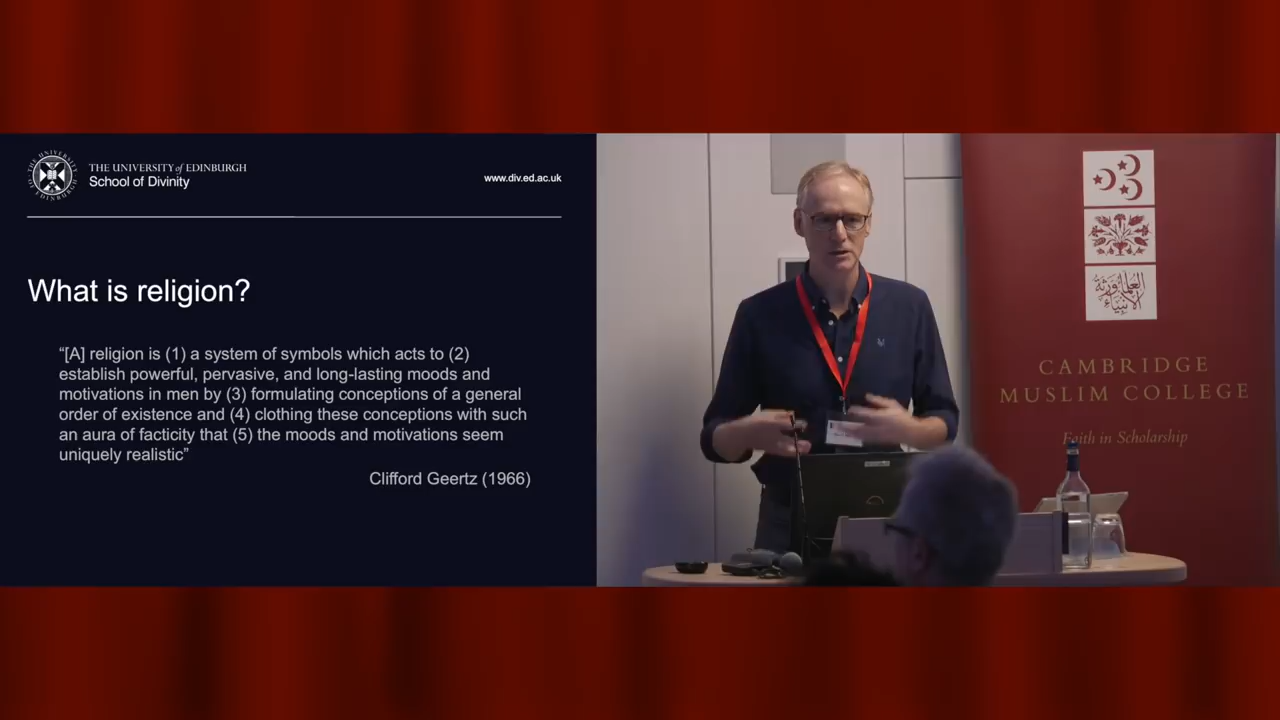 THE UNIVERSITY of EDINBURGH
School of Divinity
www.div.ed.ac.uk
What is religion?
“[A] religion is (1) a system of symbols which acts to (2)
establish powerful, pervasive, and long-lasting moods and
motivations in men by (3) formulating conceptions of a general
order of existence and (4) clothing these conceptions with such
an aura of facticity that (5) the moods and motivations seem
uniquely realistic”
Clifford Geertz (1966)
العلماء ورثة
الأنبياء
CAMBRIDGE
MUSLIM COLLEGE
Faith in Scholarship